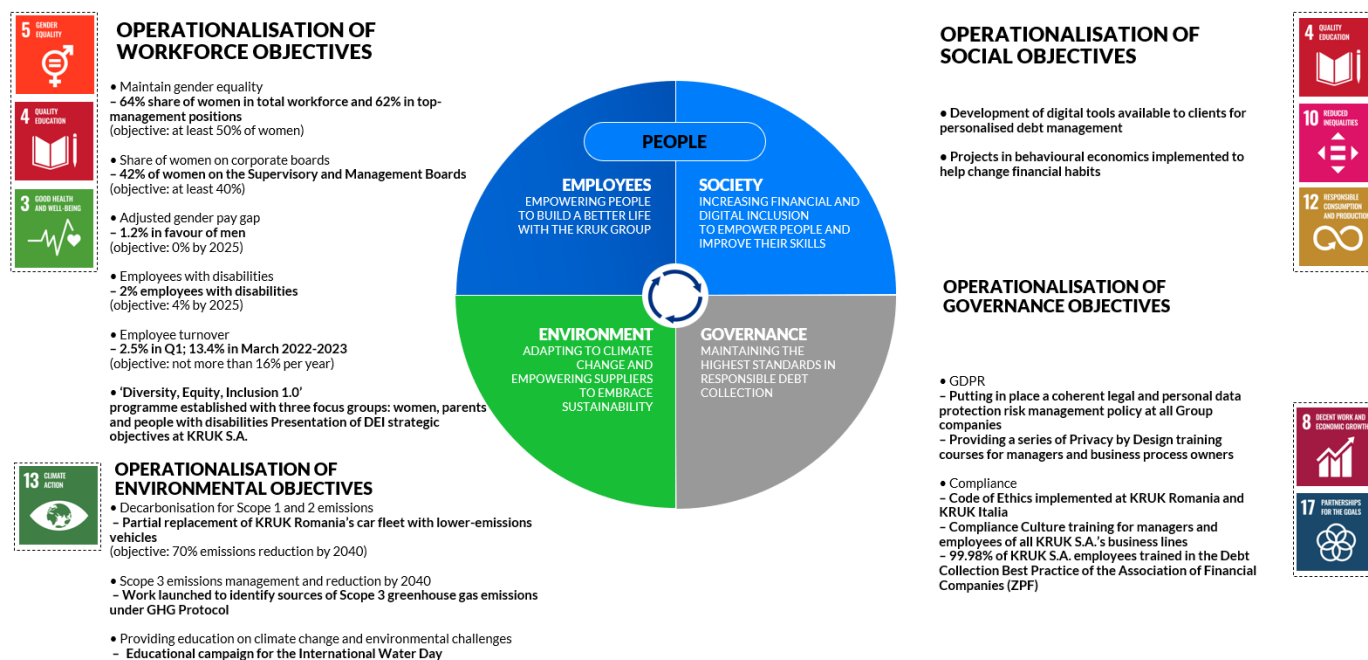 5 GENDER
EQUALITY
4 QUALITY
EDUCATION
3 GOOD HEALTH
AND WELL-BEING
OPERATIONALISATION OF
WORKFORCE OBJECTIVES
• Maintain gender equality
– 64% share of women in total workforce and 62% in top-
management positions
(objective: at least 50% of women)
• Share of women on corporate boards
– 42% of women on the Supervisory and Management Boards
(objective: at least 40%)
• Adjusted gender pay gap
– 1.2% in favour of men
(objective: 0% by 2025)
• Employees with disabilities
– 2% employees with disabilities
(objective: 4% by 2025)
• Employee turnover
– 2.5% in Q1; 13.4% in March 2022-2023
(objective: not more than 16% per year)
• ‘Diversity, Equity, Inclusion 1.0’
programme established with three focus groups: women, parents
and people with disabilities Presentation of DEI strategic
objectives at KRUK S.A.
13 CLIMATE
ACTION
OPERATIONALISATION OF
ENVIRONMENTAL OBJECTIVES
• Decarbonisation for Scope 1 and 2 emissions
– Partial replacement of KRUK Romania’s car fleet with lower-emissions
vehicles
(objective: 70% emissions reduction by 2040)
• Scope 3 emissions management and reduction by 2040
– Work launched to identify sources of Scope 3 greenhouse gas emissions
under GHG Protocol
• Providing education on climate change and environmental challenges
– Educational campaign for the International Water Day
PEOPLE
EMPLOYEES
EMPOWERING PEOPLE
TO BUILD A BETTER LIFE
WITH THE KRUK GROUP
SOCIETY
INCREASING FINANCIAL AND
DIGITAL INCLUSION
TO EMPOWER PEOPLE AND
IMPROVE THEIR SKILLS
ENVIRONMENT
ADAPTING TO CLIMATE
CHANGE AND
EMPOWERING SUPPLIERS
TO EMBRACE
SUSTAINABILITY
GOVERNANCE
MAINTAINING THE
HIGHEST STANDARDS IN
RESPONSIBLE DEBT
COLLECTION
OPERATIONALISATION OF
SOCIAL OBJECTIVES
• Development of digital tools available to clients for
personalised debt management
• Projects in behavioural economics implemented to
help change financial habits
4 QUALITY
EDUCATION
10 REDUCED
INEQUALITIES
12 RESPONSIBLE
CONSUMPTION
AND PRODUCTION
OPERATIONALISATION OF
GOVERNANCE OBJECTIVES
• GDPR
– Putting in place a coherent legal and personal data
protection risk management policy at all Group
companies
– Providing a series of Privacy by Design training
courses for managers and business process owners
• Compliance
– Code of Ethics implemented at KRUK Romania and
KRUK Italia
– Compliance Culture training for managers and
employees of all KRUK S.A.’s business lines
– 99.98% of KRUK S.A. employees trained in the Debt
Collection Best Practice of the Association of Financial
Companies (ZPF)
8 DECENT WORK AND
ECONOMIC GROWTH
17 PARTNERSHIPS
FOR THE GOALS